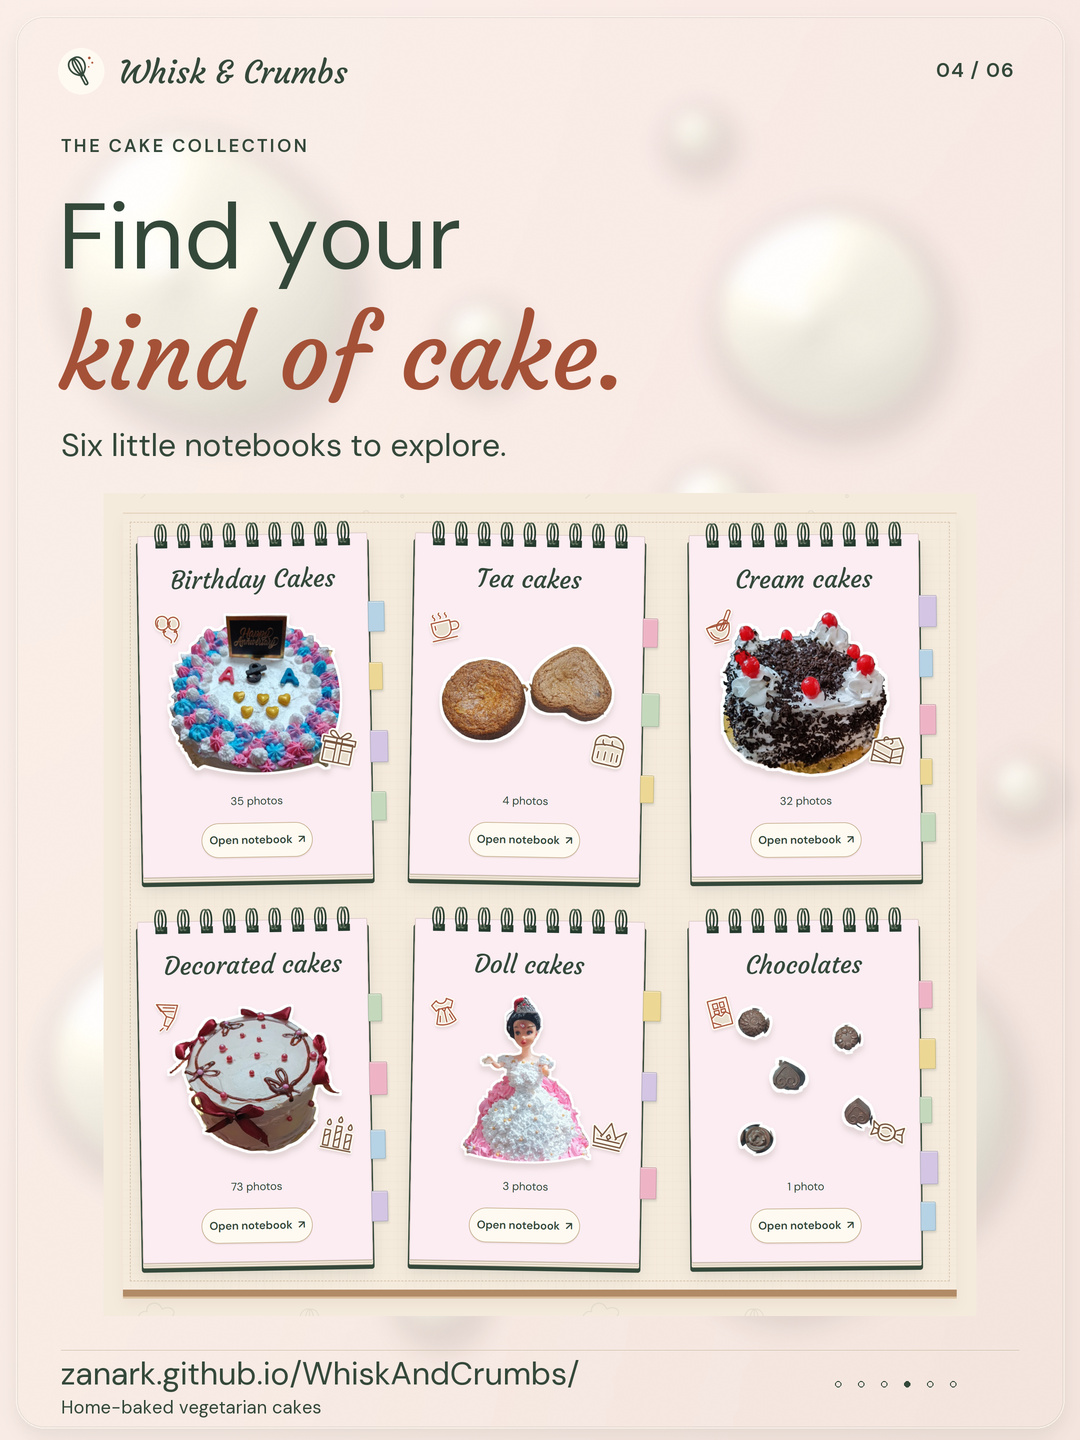 Whisk & Crumbs
04 / 06
THE CAKE COLLECTION
Find your
kind of cake.
Six little notebooks to explore.
Birthday Cakes
Happy
Anniversary
A & A
35 photos
Open notebook
Tea cakes
4 photos
Open notebook
Cream cakes
32 photos
Open notebook
Decorated cakes
73 photos
Open notebook
Doll cakes
3 photos
Open notebook
Chocolates
1 photo
Open notebook
zanark.github.io/WhiskAndCrumbs/
Home-baked vegetarian cakes